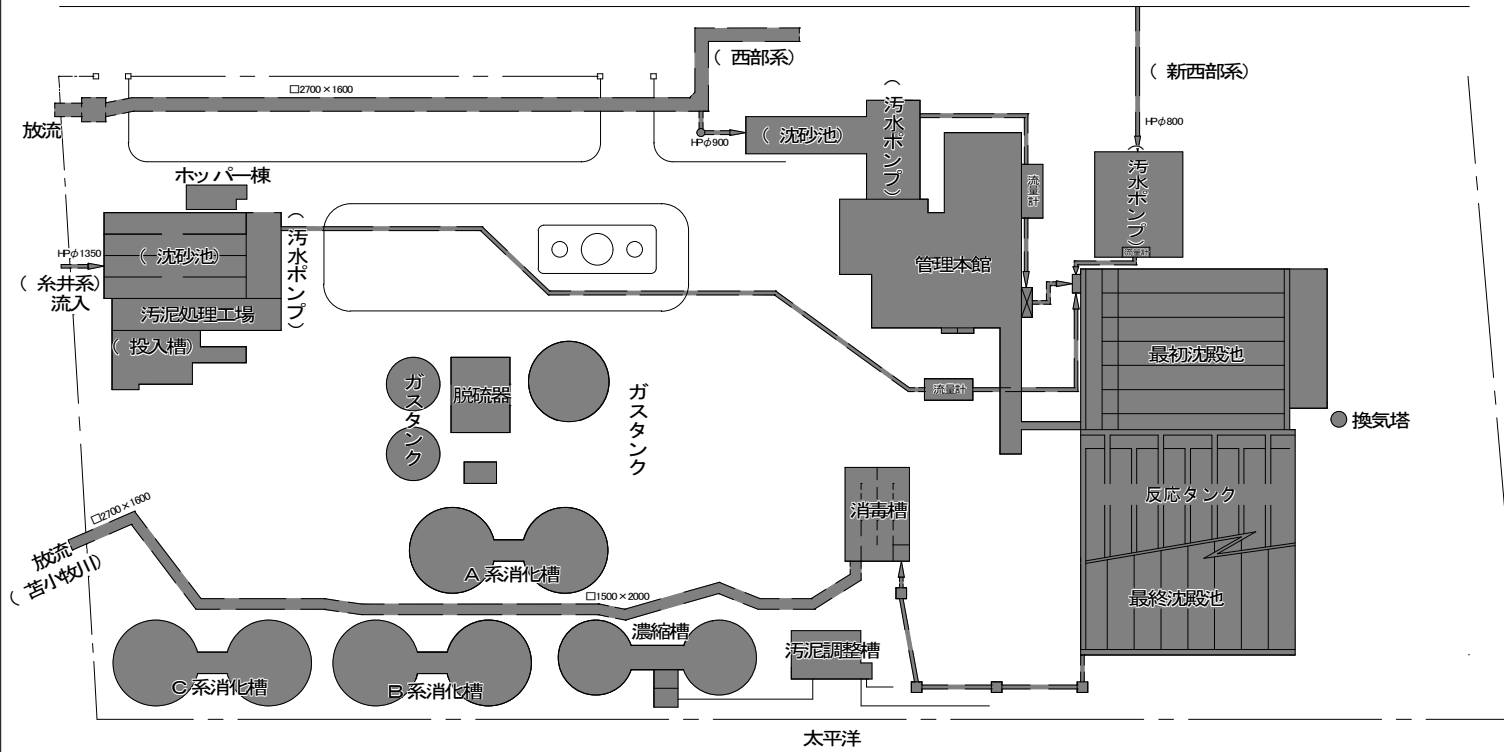 （ 西部系）
（ 新西部系）
□2700×1600
放流
HPφ900
（ 沈砂池）
（汚水ポンプ）
HPφ800
（汚水ポンプ）
流量計
流量計
ホッパー棟
HPφ1350
（ 沈砂池）
（汚水ポンプ）
（ 糸井系）
流入
汚泥処理工場
（ 投入槽）
管理本館
最初沈殿池
流量計
換気塔
ガスタンク
脱硫器
ガスタンク
反応タンク
消毒槽
□2700×1600
放流
（ 苫小牧川）
A系消化槽
□1500×2000
最終沈殿池
濃縮槽
汚泥調整槽
C系消化槽
B系消化槽
太平洋